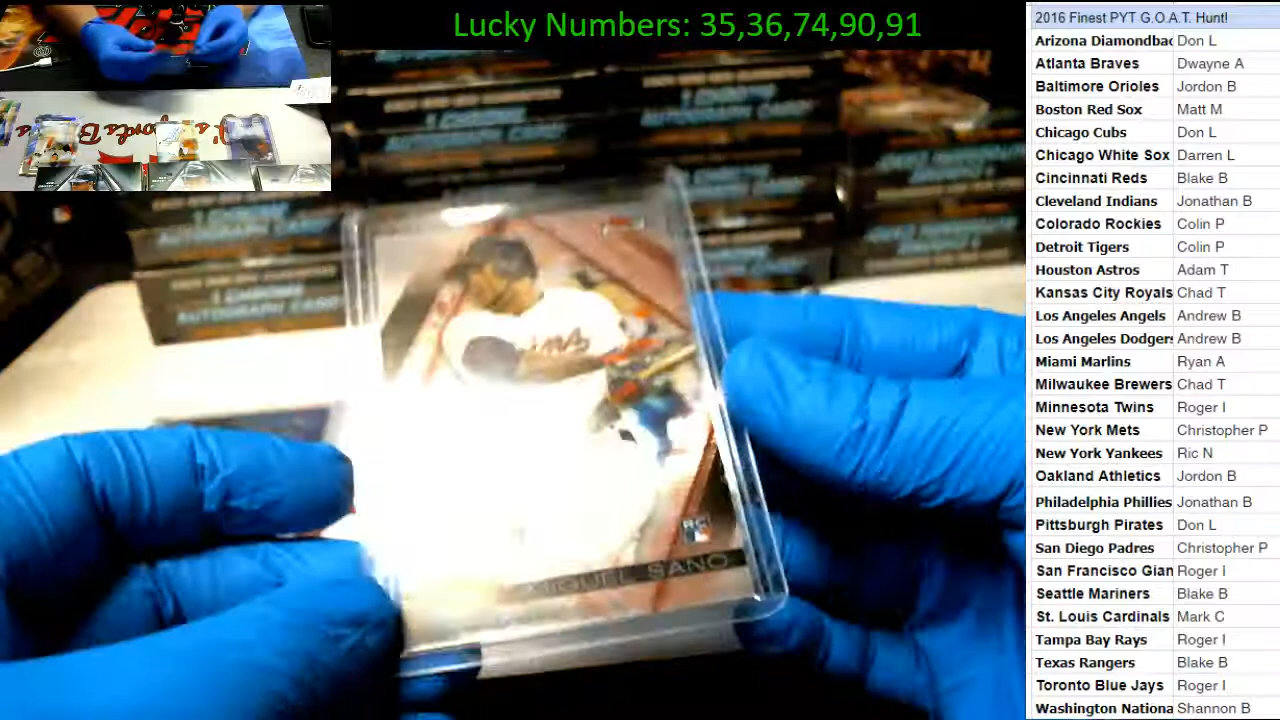 Lucky Numbers: 35,36,74,90,91
2016 Finest PYT G.O.A.T. Hunt!
Arizona Diamondbac Don L
Atlanta Braves Dwayne A
Baltimore Orioles Jordon B
Boston Red Sox Matt M
Chicago Cubs Don L
Chicago White Sox Darren L
Cincinnati Reds Blake B
Cleveland Indians Jonathan B
Colorado Rockies Colin P
Detroit Tigers Colin P
Houston Astros Adam T
Kansas City Royals Chad T
Los Angeles Angels Andrew B
Los Angeles Dodgers Andrew B
Miami Marlins Ryan A
Milwaukee Brewers Chad T
Minnesota Twins Roger I
New York Mets Christopher P
New York Yankees Ric N
Oakland Athletics Jordon B
Philadelphia Phillies Jonathan B
Pittsburgh Pirates Don L
San Diego Padres Christopher P
San Francisco Gian Roger I
Seattle Mariners Blake B
St. Louis Cardinals Mark C
Tampa Bay Rays Roger I
Texas Rangers Blake B
Toronto Blue Jays Roger I
Washington Nationa Shannon B
1 CHROME
AUTOGRAPH CARD
RC
MIGUEL SANO